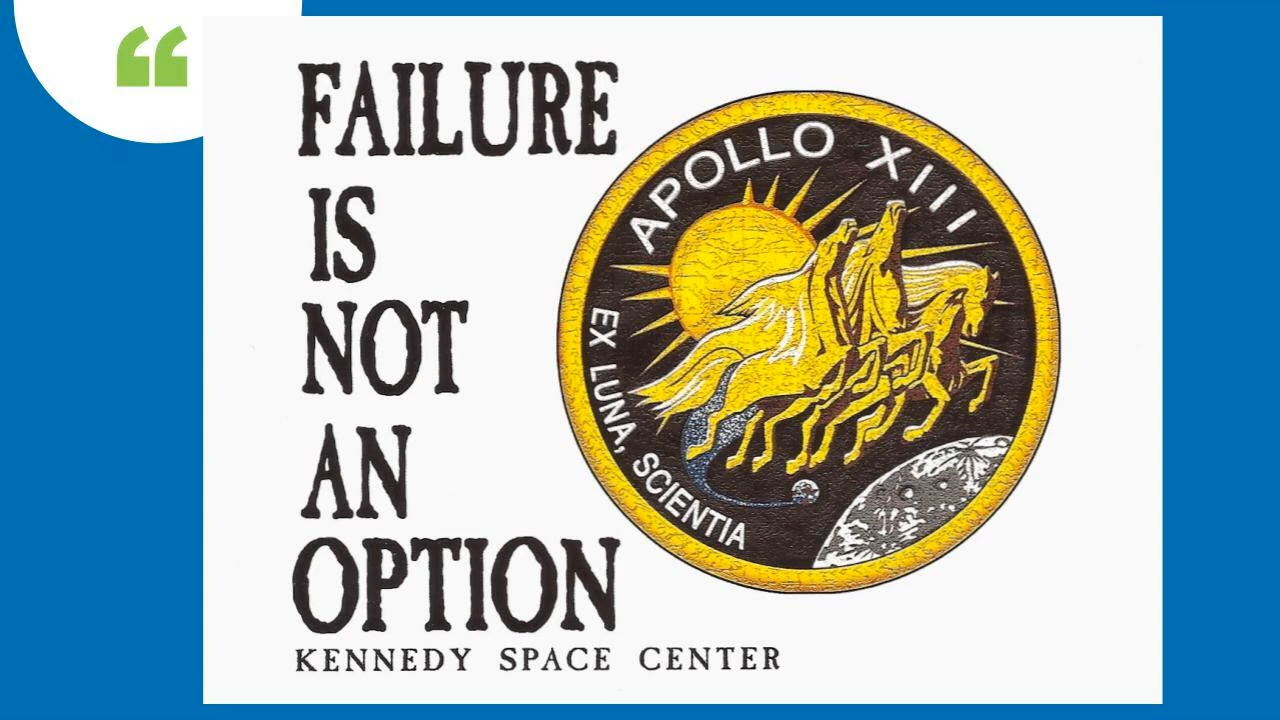 “
FAILURE
IS
NOT
AN
OPTION
KENNEDY SPACE CENTER
APOLLO XIII
EX LUNA, SCIENTIA